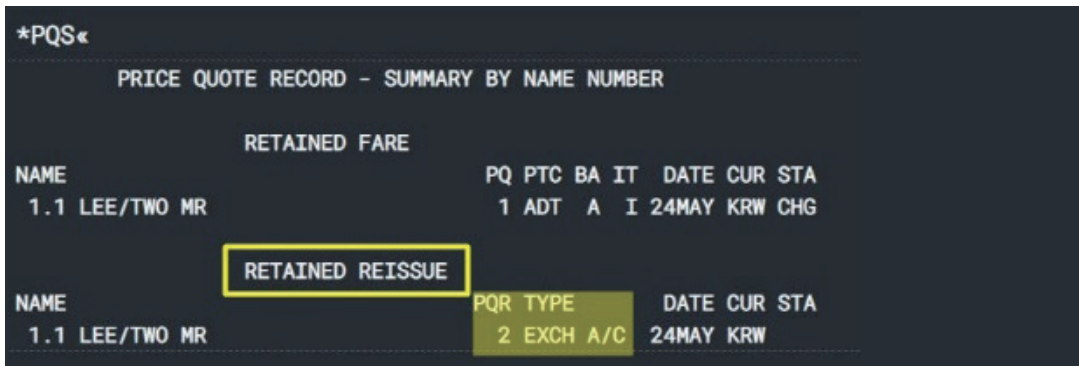 *PQS«
PRICE QUOTE RECORD - SUMMARY BY NAME NUMBER
RETAINED FARE
NAME PQ PTC BA IT DATE CUR STA
1.1 LEE/TWO MR 1 ADT A I 24MAY KRW CHG
RETAINED REISSUE
NAME PQR TYPE DATE CUR STA
1.1 LEE/TWO MR 2 EXCH A/C 24MAY KRW